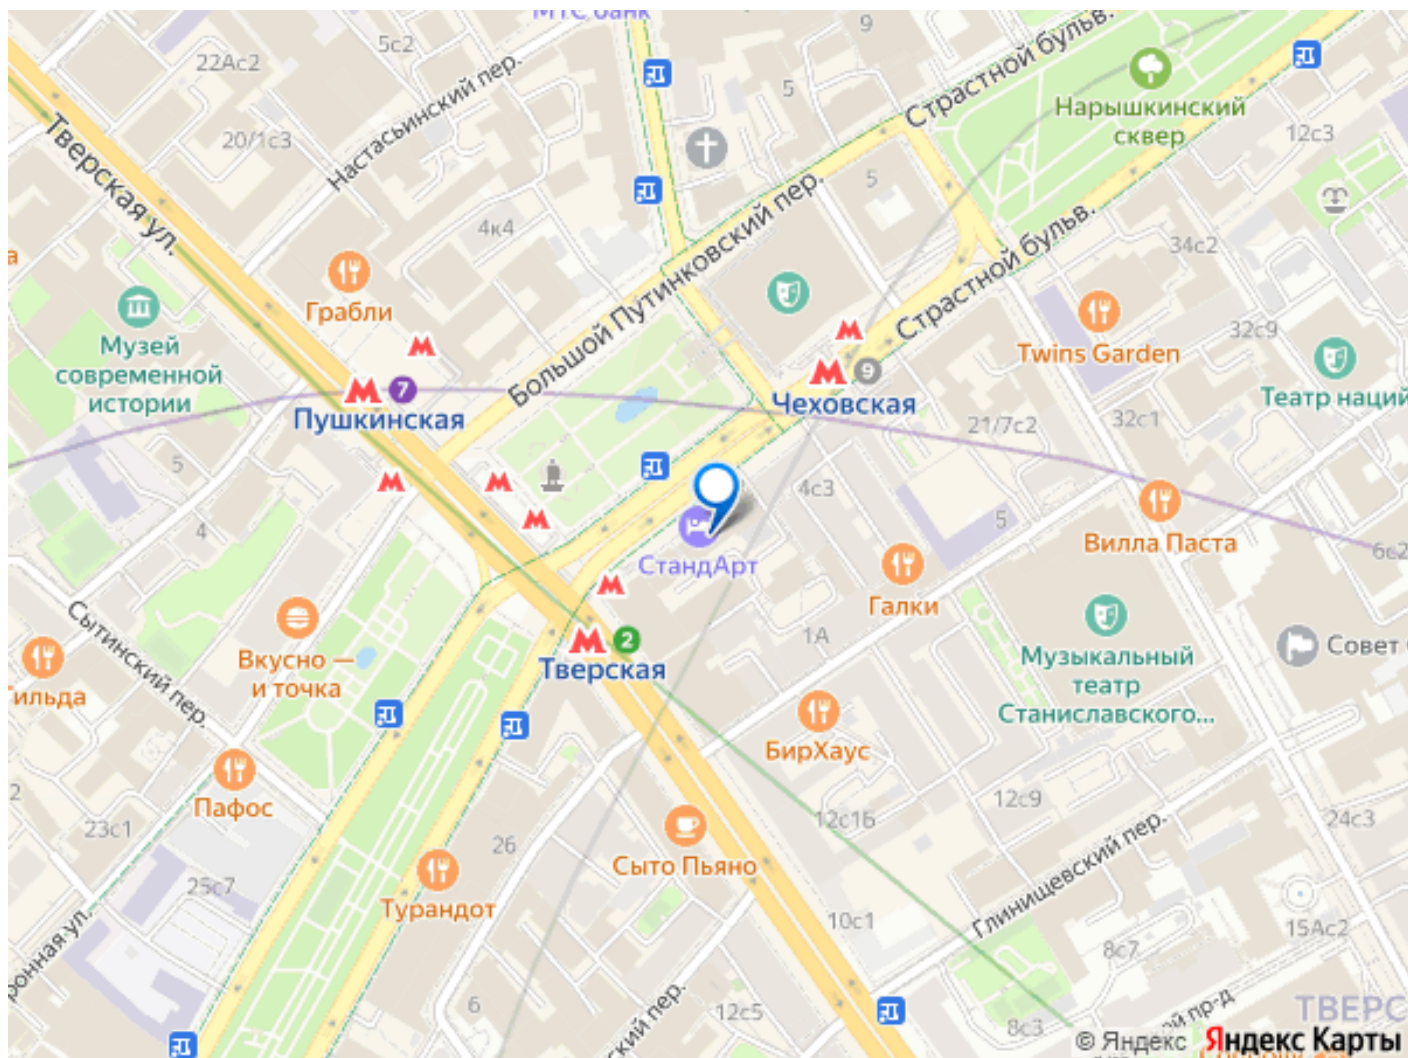 МТС банк
9
5с2
22Ас2
Настасьинский пер.
20/1с3
Тверская ул.
5
Страстной бульв.
Нарышкинский
сквер
12с3
5
4к4
Большой Путинковский пер.
Страстной бульв.
34с2
а
Грабли
Музей
современной
истории
Twins Garden
32с9
Театр наций
7
Пушкинская
9
Чеховская
21/7с2
32с1
5
4
4с3
5
Вилла Паста
6с2
СтандАрт
Галки
Сытинский пер.
Вкусно —
и точка
2
Тверская
1А
Музыкальный
театр
Станиславского...
Совет
БирХаус
Пафос
2
23с1
12с9
12с16
24с3
26
Сыто Пьяно
Глинищевский пер.
25с7
Турандот
10с1
15Ас2
8с7
6
12с5
8с3
ТВЕРС
© Яндекс
Яндекс Карты